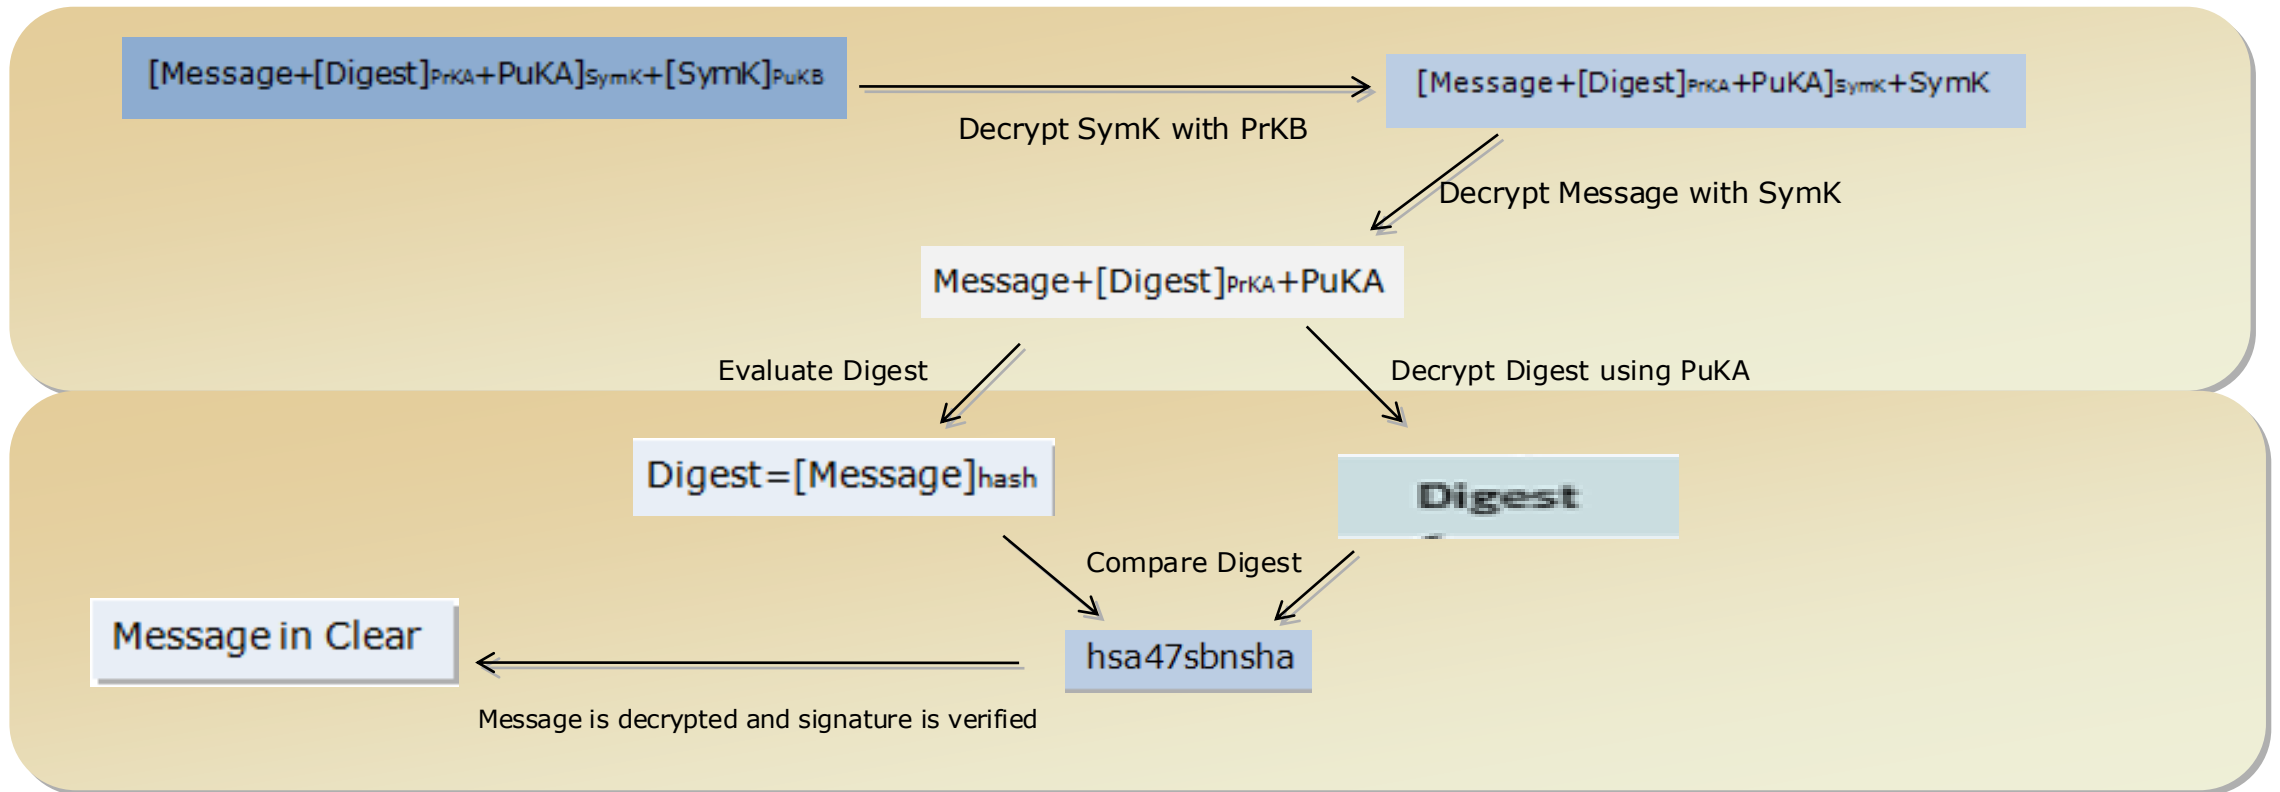 [Message+[Digest]PrKA+PuKA]SymK+[SymK]PuKB
[Message+[Digest]PrKA+PuKA]SymK+SymK
Decrypt SymK with PrKB
Decrypt Message with SymK
Message+[Digest]PrKA+PuKA
Evaluate Digest
Decrypt Digest using PuKA
Digest=[Message]hash
Digest
Compare Digest
Message in Clear
hsa47sbnsha
Message is decrypted and signature is verified